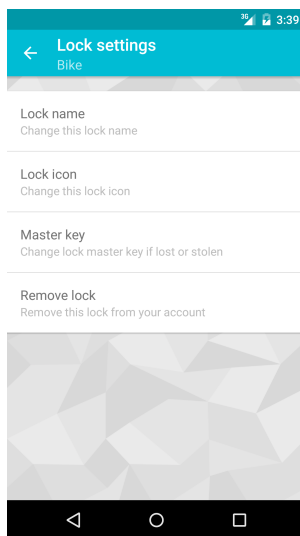 3G 3:39
Lock settings
Bike
Lock name
Change this lock name
Lock icon
Change this lock icon
Master key
Change lock master key if lost or stolen
Remove lock
Remove this lock from your account